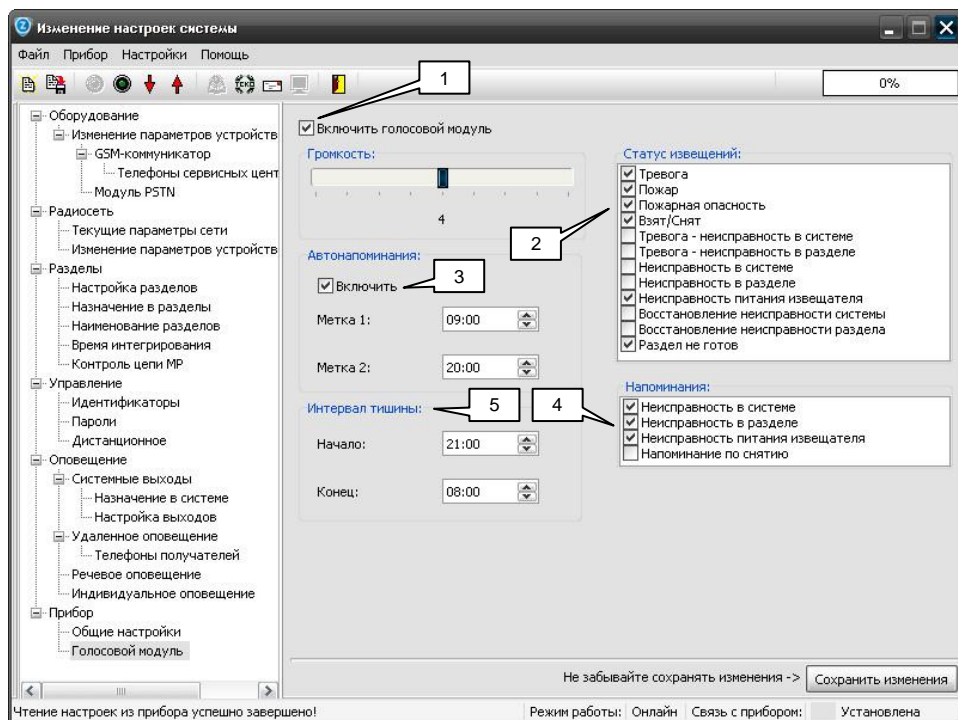 Изменение настроек системы
Файл Прибор Настройки Помощь
ТСКО
0%
1
Оборудование
Изменение параметров устройств
GSM-коммуникатор
Телефоны сервисных цент
Модуль PSTN
Радиосеть
Текущие параметры сети
Изменение параметров устройств
Разделы
Настройка разделов
Назначение в разделы
Наименование разделов
Время интегрирования
Контроль цепи МР
Управление
Идентификаторы
Пароли
Дистанционное
Оповещение
Системные выходы
Назначение в системе
Настройка выходов
Удаленное оповещение
Телефоны получателей
Речевое оповещение
Индивидуальное оповещение
Прибор
Общие настройки
Голосовой модуль
Включить голосовой модуль
Громкость:
4
Автонапоминания:
3
Включить
Метка 1: 09:00
Метка 2: 20:00
Интервал тишины:
5
Начало: 21:00
Конец: 08:00
Статус извещений:
2
Тревога
Пожар
Пожарная опасность
Взят/Снят
Тревога - неисправность в системе
Тревога - неисправность в разделе
Неисправность в системе
Неисправность в разделе
Неисправность питания извещателя
Восстановление неисправности системы
Восстановление неисправности раздела
Раздел не готов
Напоминания:
4
Неисправность в системе
Неисправность в разделе
Неисправность питания извещателя
Напоминание по снятию
Не забывайте сохранять изменения -> Сохранить изменения
Чтение настроек из прибора успешно завершено!
Режим работы: Онлайн Связь с прибором: Установлена